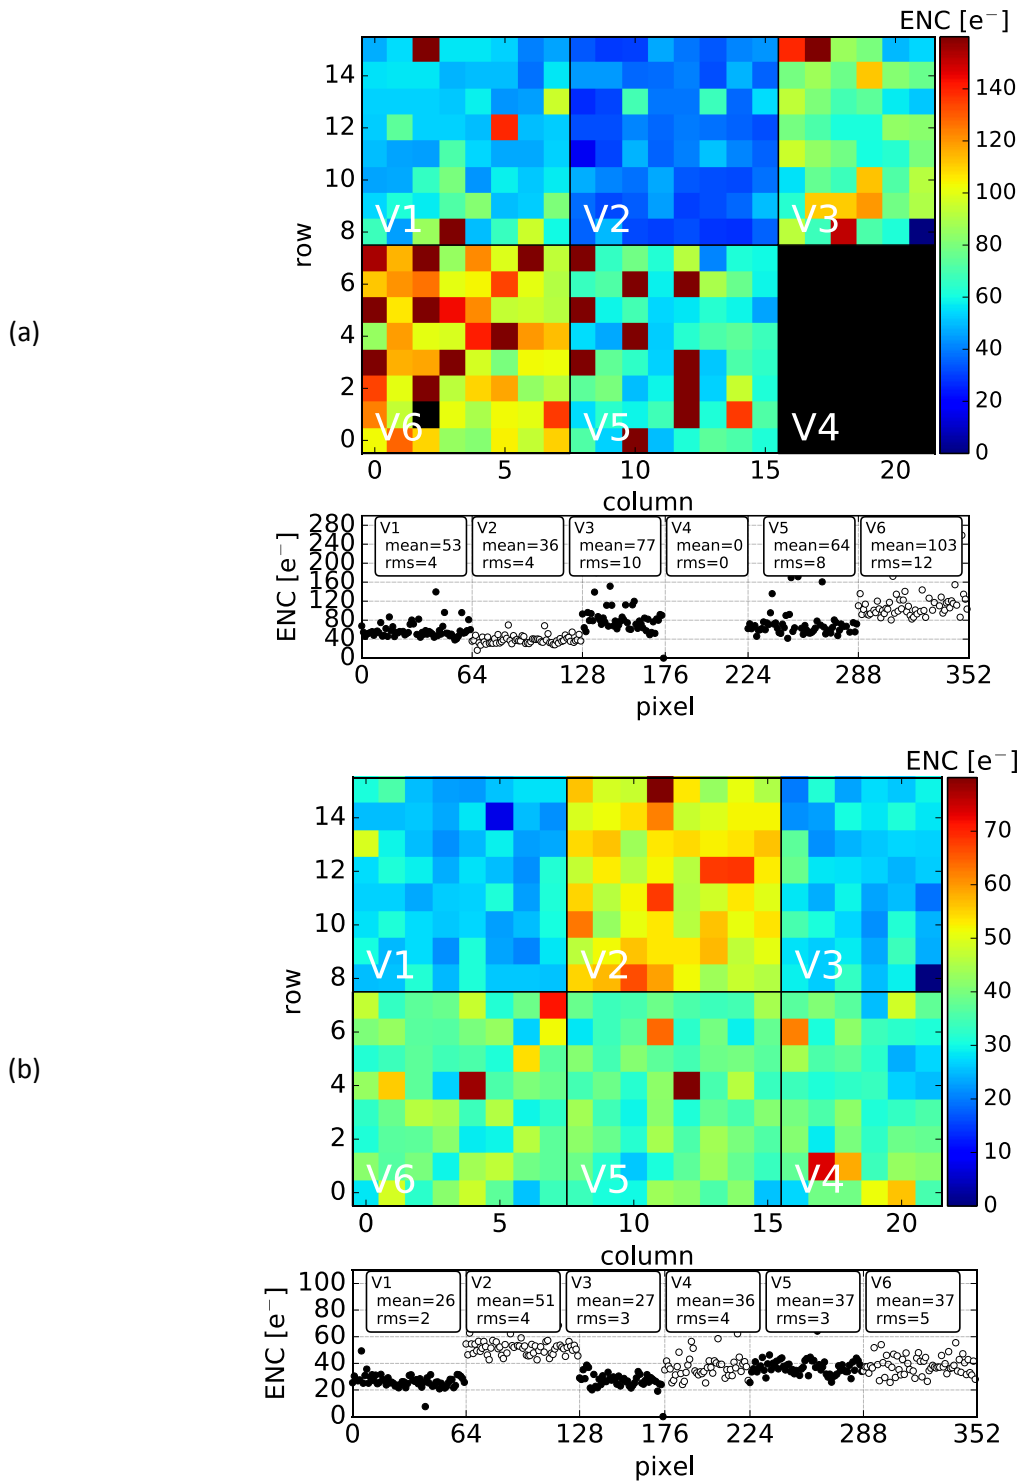 ENC [e⁻]
(a)
14
12
10
8
6
4
2
0
row
V1
V2
V3
V6
V5
V4
0
5
10
15
20
column
140
120
100
80
60
40
20
0
280
240
200
160
120
80
40
0
ENC [e⁻]
V1
mean=53
rms=4
V2
mean=36
rms=4
V3
mean=77
rms=10
V4
mean=0
rms=0
V5
mean=64
rms=8
V6
mean=103
rms=12
0 64 128 176 224 288 352
pixel
ENC [e⁻]
(b)
14
12
10
8
6
4
2
0
row
V1
V2
V3
V6
V5
V4
0
5
10
15
20
column
70
60
50
40
30
20
10
0
100
80
60
40
20
0
ENC [e⁻]
V1
mean=26
rms=2
V2
mean=51
rms=4
V3
mean=27
rms=3
V4
mean=36
rms=4
V5
mean=37
rms=3
V6
mean=37
rms=5
0 64 128 176 224 288 352
pixel